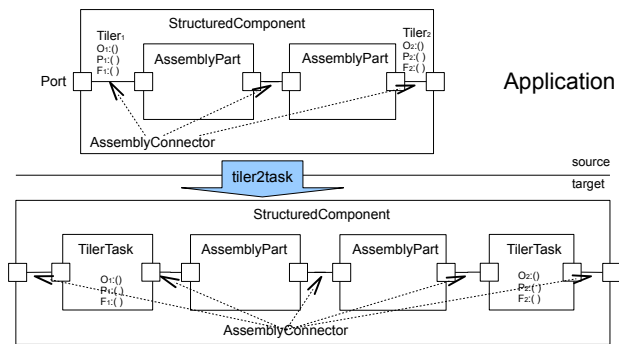 StructuredComponent
Tiler1
O1:()
P1:( )
F1:( )
AssemblyPart
AssemblyPart
Tiler2
O2:()
P2:( )
F2:( )
Port
Application
AssemblyConnector
source
tiler2task
target
StructuredComponent
TilerTask
AssemblyPart
AssemblyPart
TilerTask
O1:()
P1:( )
F1:( )
O2:()
P2:( )
F2:( )
AssemblyConnector